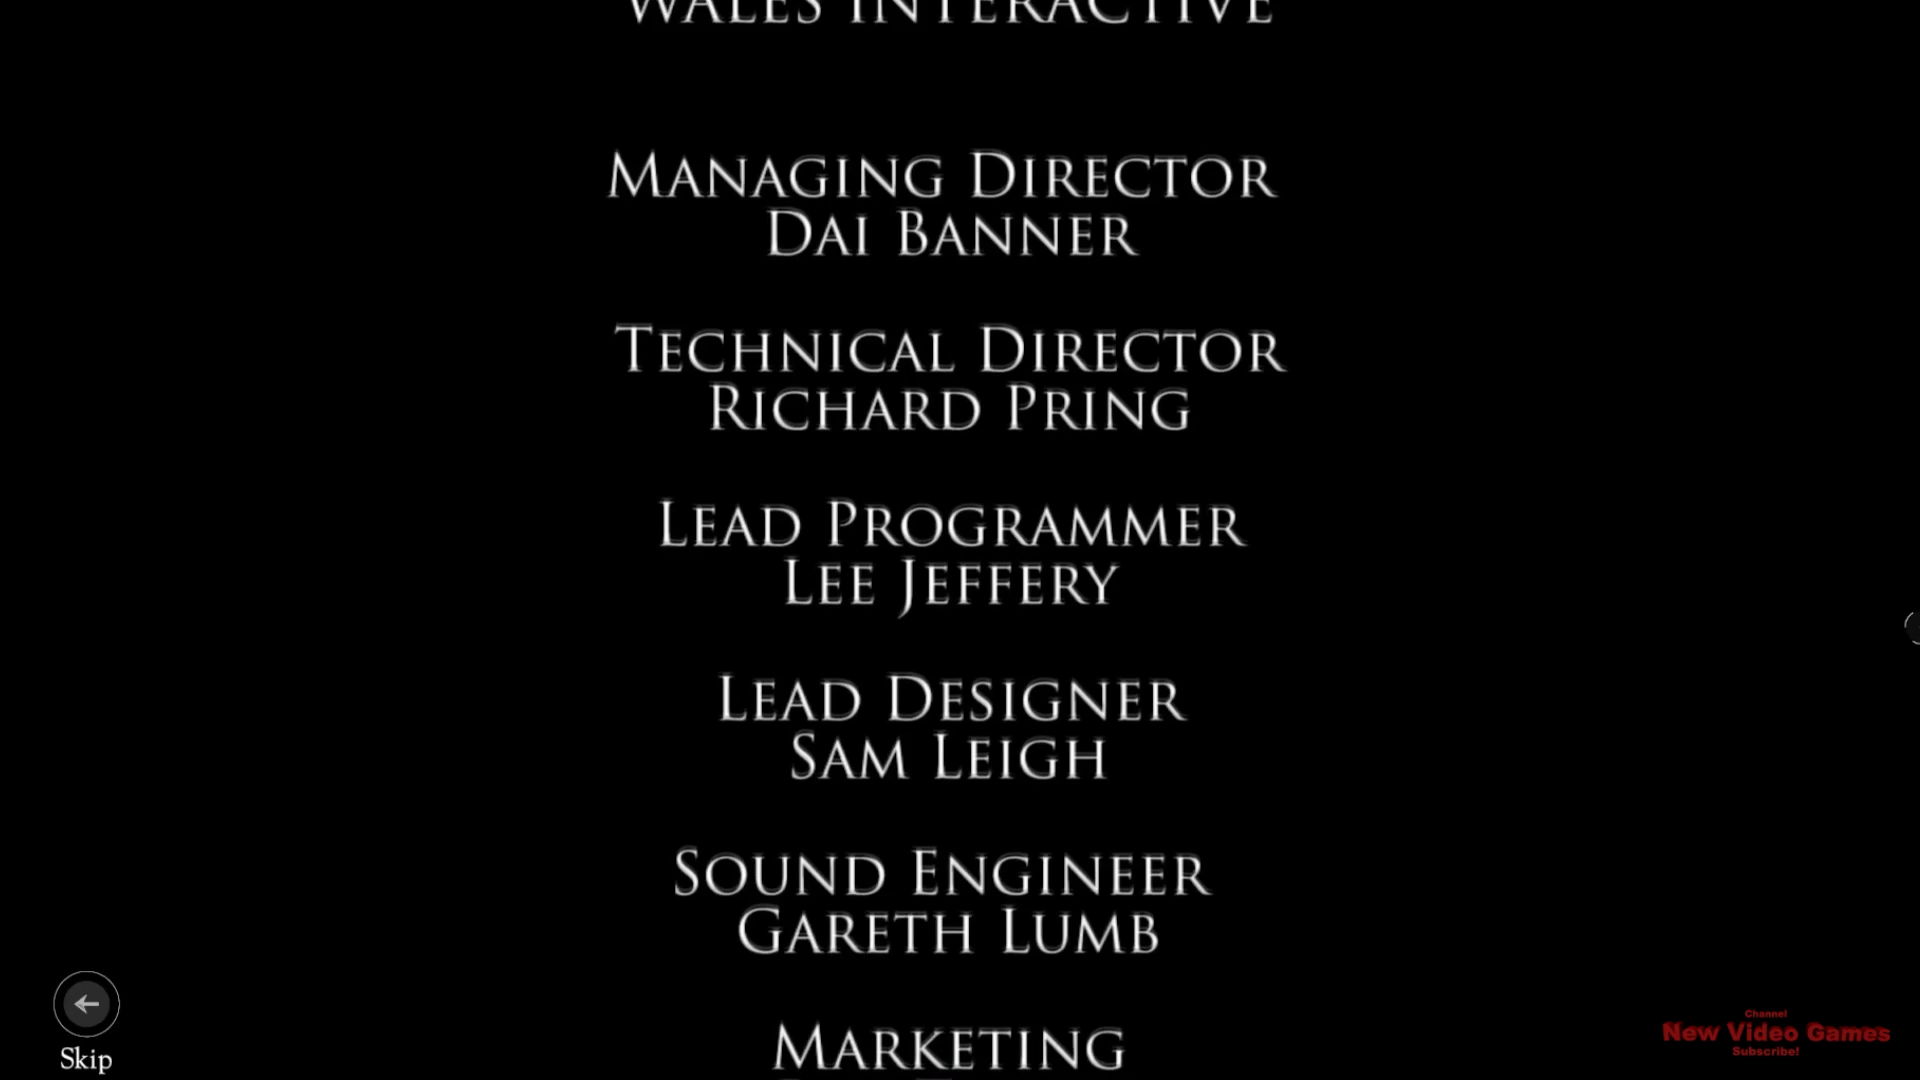 WALES INTERACTIVE
MANAGING DIRECTOR
DAI BANNER
TECHNICAL DIRECTOR
RICHARD PRING
LEAD PROGRAMMER
LEE JEFFERY
LEAD DESIGNER
SAM LEIGH
SOUND ENGINEER
GARETH LUMB
MARKETING
Skip
Channel
New Video Games
Subscribe!